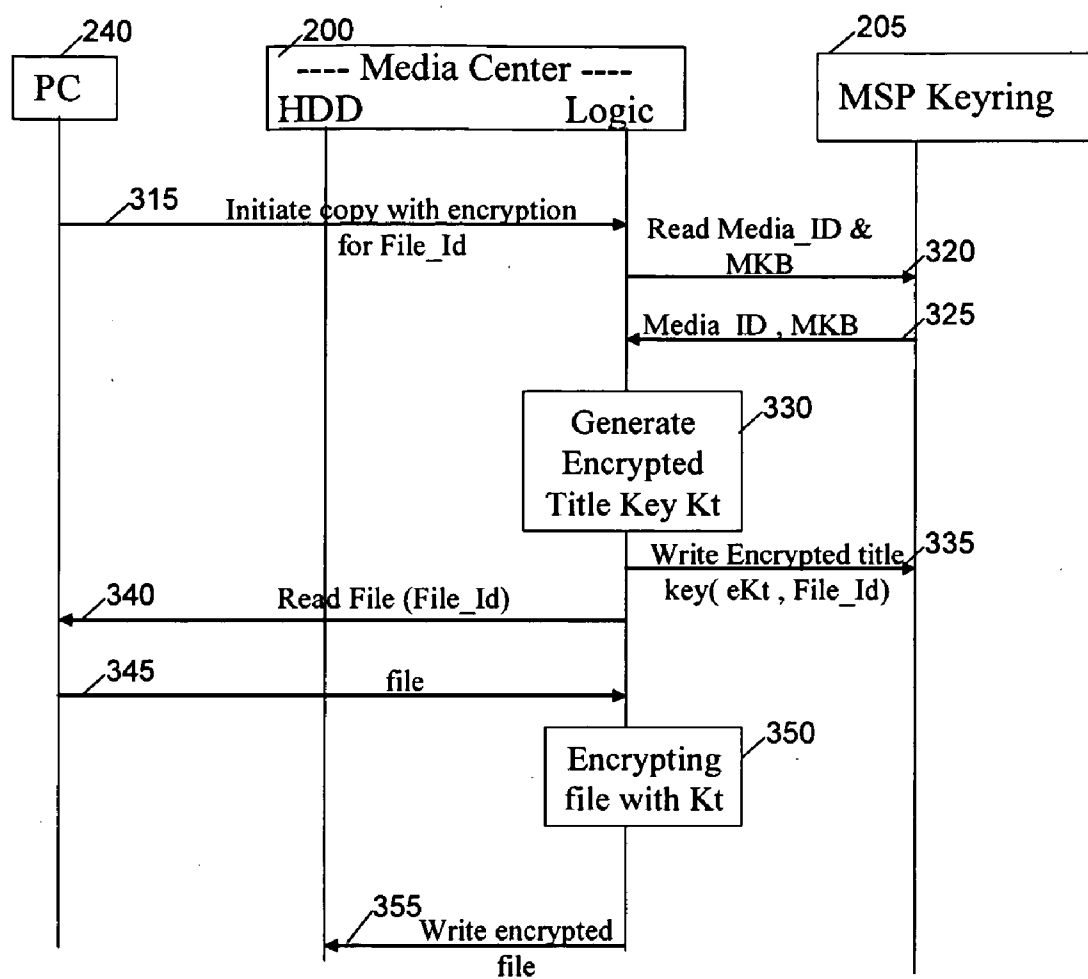 240
200
205
PC
---- Media Center ----
HDD Logic
MSP Keyring
315
Initiate copy with encryption
for File_Id
Read Media_ID &
MKB
320
325
Media_ID , MKB
330
Generate
Encrypted
Title Key Kt
Write Encrypted title
key( eKt , File_Id)
335
340
Read File (File_Id)
345
file
350
Encrypting
file with Kt
355
Write encrypted
file